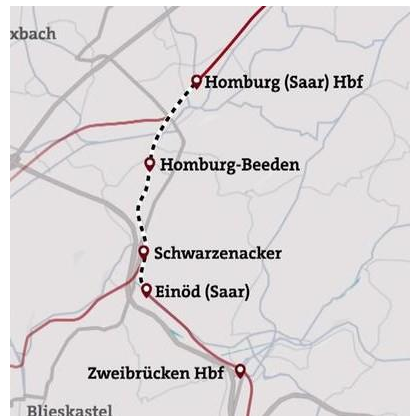 xbach
Homburg (Saar) Hbf
Homburg-Beeden
Schwarzenacker
Einöd (Saar)
Zweibrücken Hbf
Blieskastel